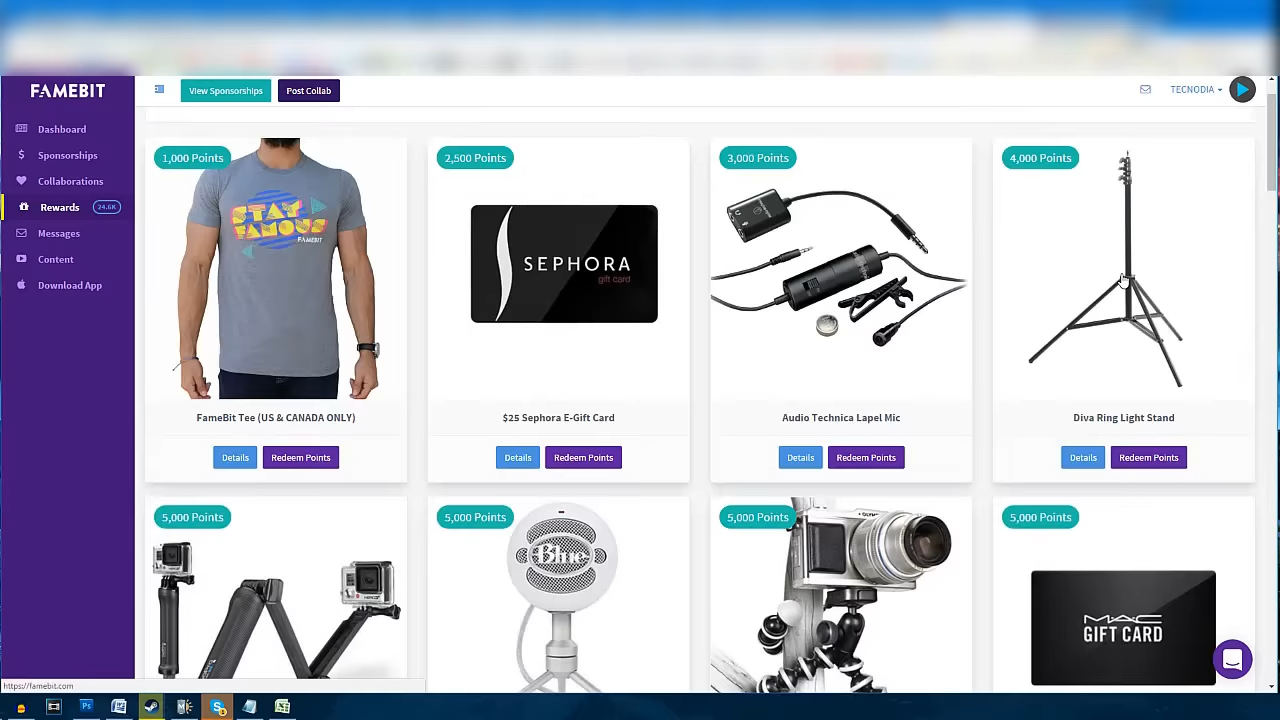 FAMEBIT
View Sponsorships
Post Collab
TECNODIA
Dashboard
Sponsorships
Collaborations
Rewards
24.6K
Messages
Content
Download App
1,000 Points
2,500 Points
3,000 Points
4,000 Points
STAY
FAMOUS
FAMEBIT
SEPHORA
gift card
FameBit Tee (US & CANADA ONLY)
$25 Sephora E-Gift Card
Audio Technica Lapel Mic
Diva Ring Light Stand
Details
Redeem Points
Details
Redeem Points
Details
Redeem Points
Details
Redeem Points
5,000 Points
5,000 Points
5,000 Points
5,000 Points
Blue
MAC
GIFT CARD
https://famebit.com